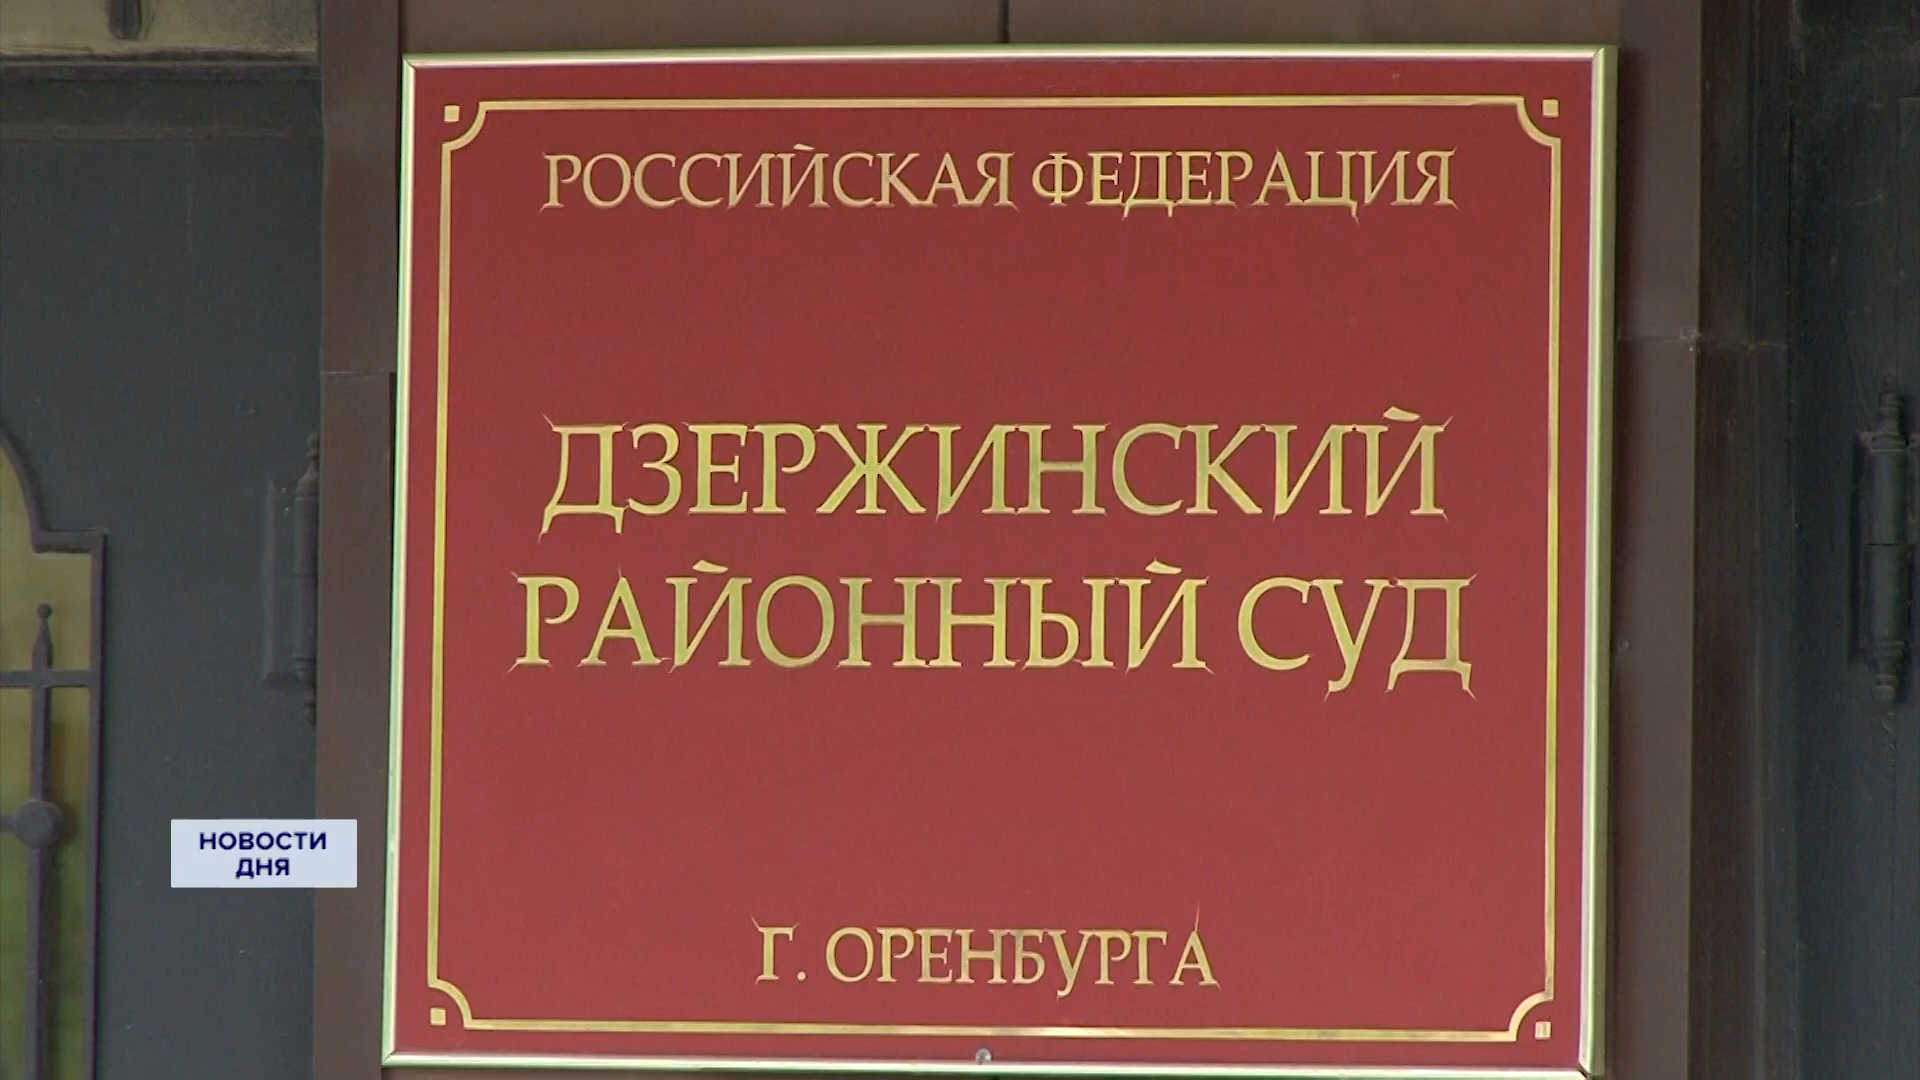 РОССИЙСКАЯ ФЕДЕРАЦИЯ
ДЗЕРЖИНСКИЙ
РАЙОННЫЙ СУД
Г. ОРЕНБУРГА
НОВОСТИ
ДНЯ